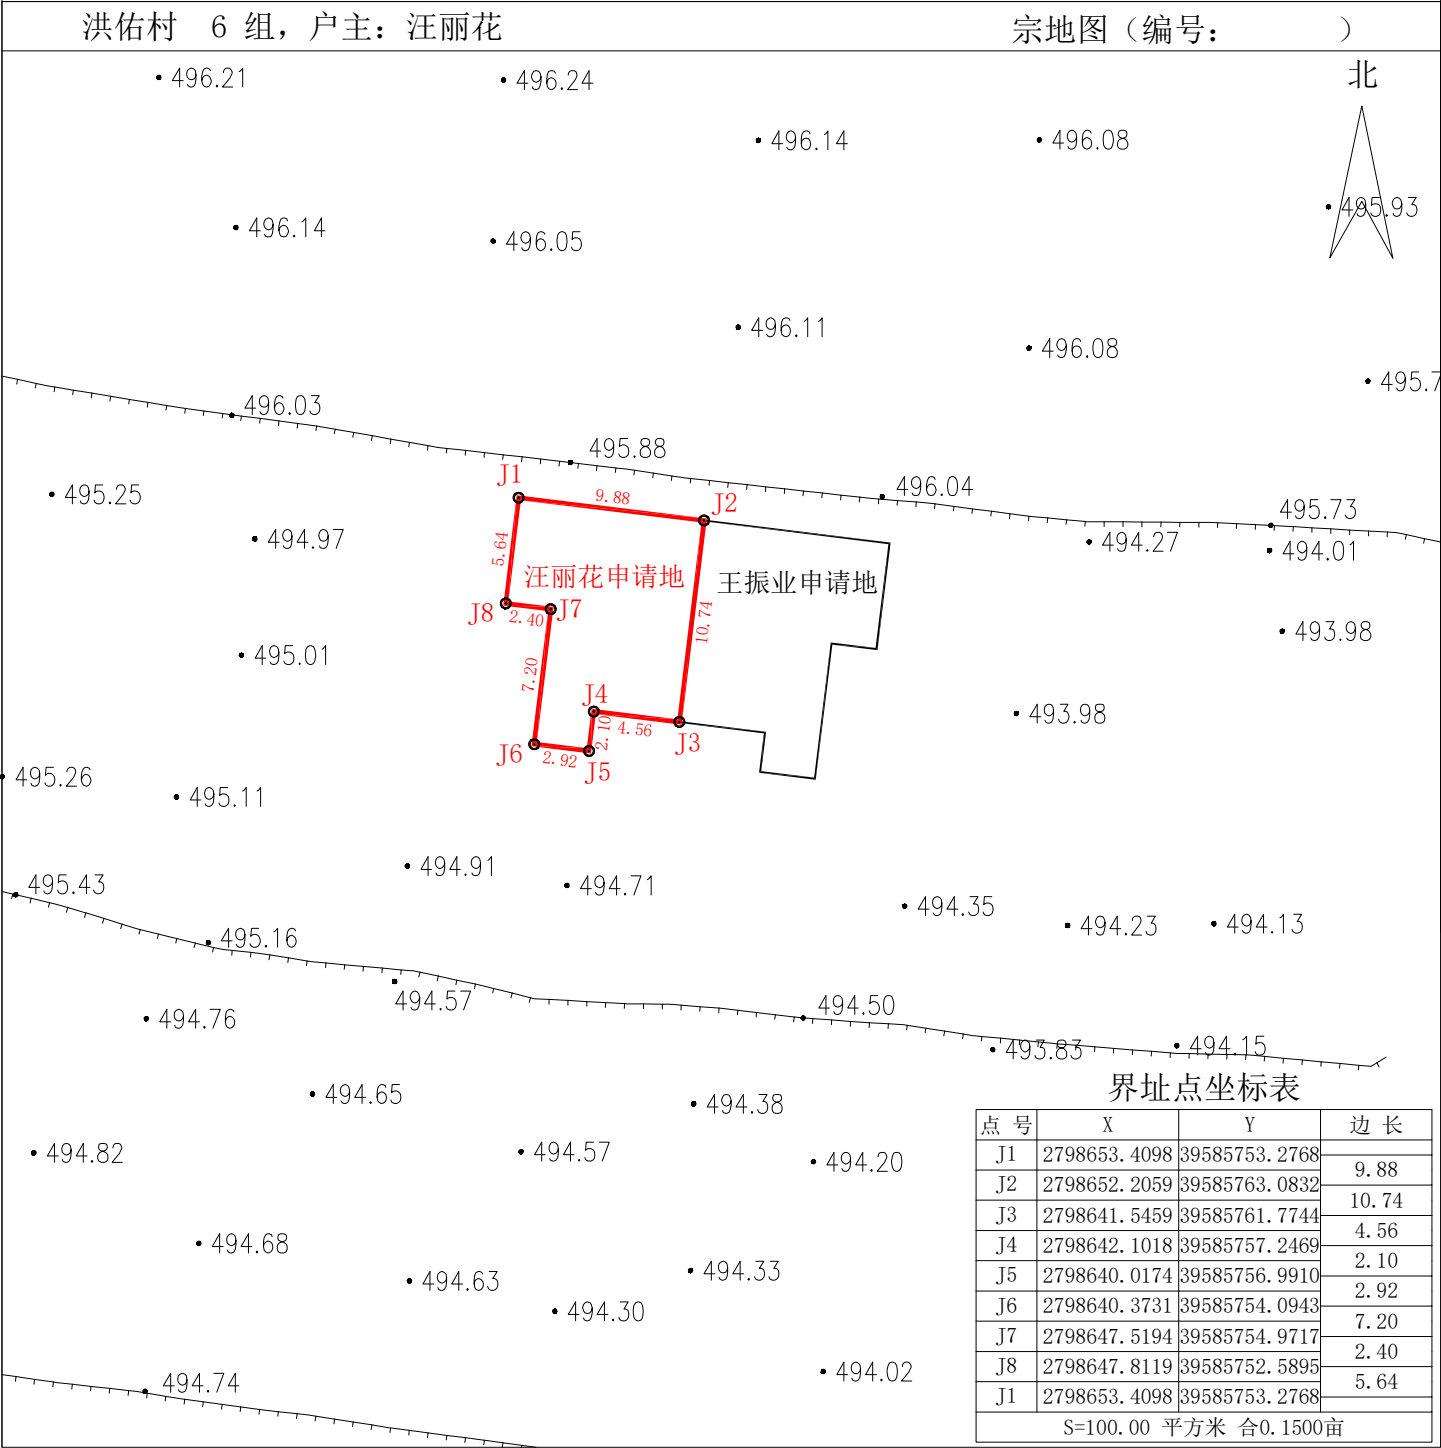 洪佑村 6 组，户主：汪丽花
宗地图（编号： ）
北
496.21
496.24
496.14
496.08
495.93
496.14
496.05
496.11
496.08
495.7
496.03
495.88
496.04
495.73
495.25
494.97
494.27
494.01
J1
9.88
J2
5.64
汪丽花申请地
王振业申请地
J8
2.40
J7
10.74
493.98
495.01
7.20
J4
4.56
J3
493.98
2.10
J6
2.92
J5
495.26
495.11
494.91
494.71
495.43
494.35
494.23
494.13
495.16
494.57
494.50
494.76
493.83
494.15
494.65
494.38
494.82
494.57
494.20
494.68
494.63
494.33
494.30
494.02
494.74
界址点坐标表
点 号 X Y 边 长
J1 2798653.4098 39585753.2768
9.88
J2 2798652.2059 39585763.0832
10.74
J3 2798641.5459 39585761.7744
4.56
J4 2798642.1018 39585757.2469
2.10
J5 2798640.0174 39585756.9910
2.92
J6 2798640.3731 39585754.0943
7.20
J7 2798647.5194 39585754.9717
2.40
J8 2798647.8119 39585752.5895
5.64
J1 2798653.4098 39585753.2768
S=100.00 平方米 合0.1500亩